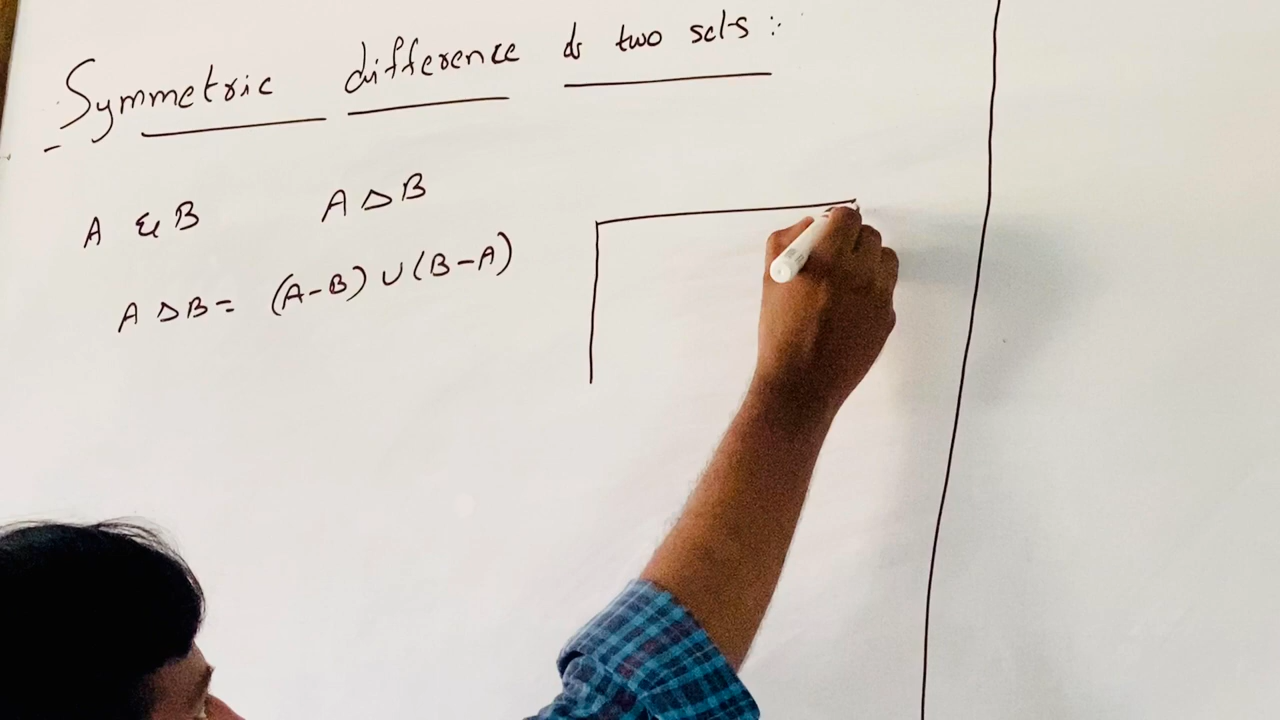 Symmetric difference of two sets :
A & B A Δ B
A Δ B = (A-B) ∪ (B-A)